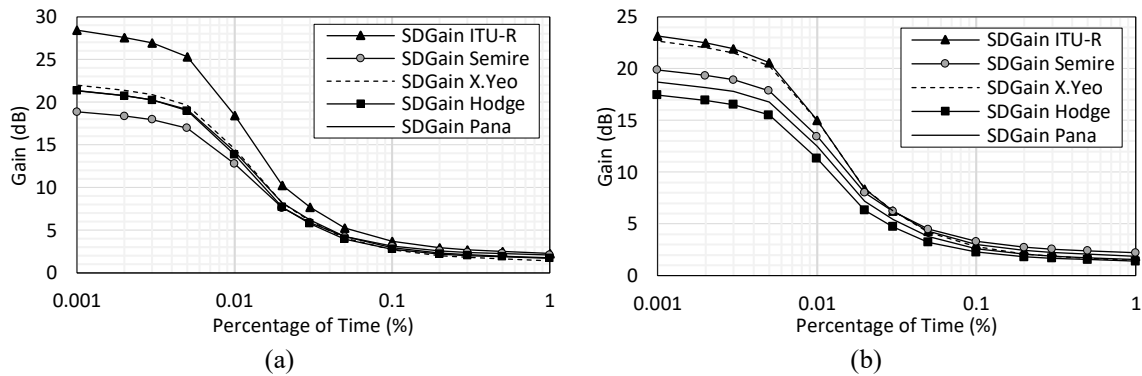 30
25
20
15
10
5
0
Gain (dB)
SDGain ITU-R
SDGain Semire
SDGain X.Yeo
SDGain Hodge
SDGain Pana
0.001 0.01 0.1 1
Percentage of Time (%)
(a)
25
20
15
10
5
0
Gain (dB)
SDGain ITU-R
SDGain Semire
SDGain X.Yeo
SDGain Hodge
SDGain Pana
0.001 0.01 0.1 1
Percentage of Time (%)
(b)